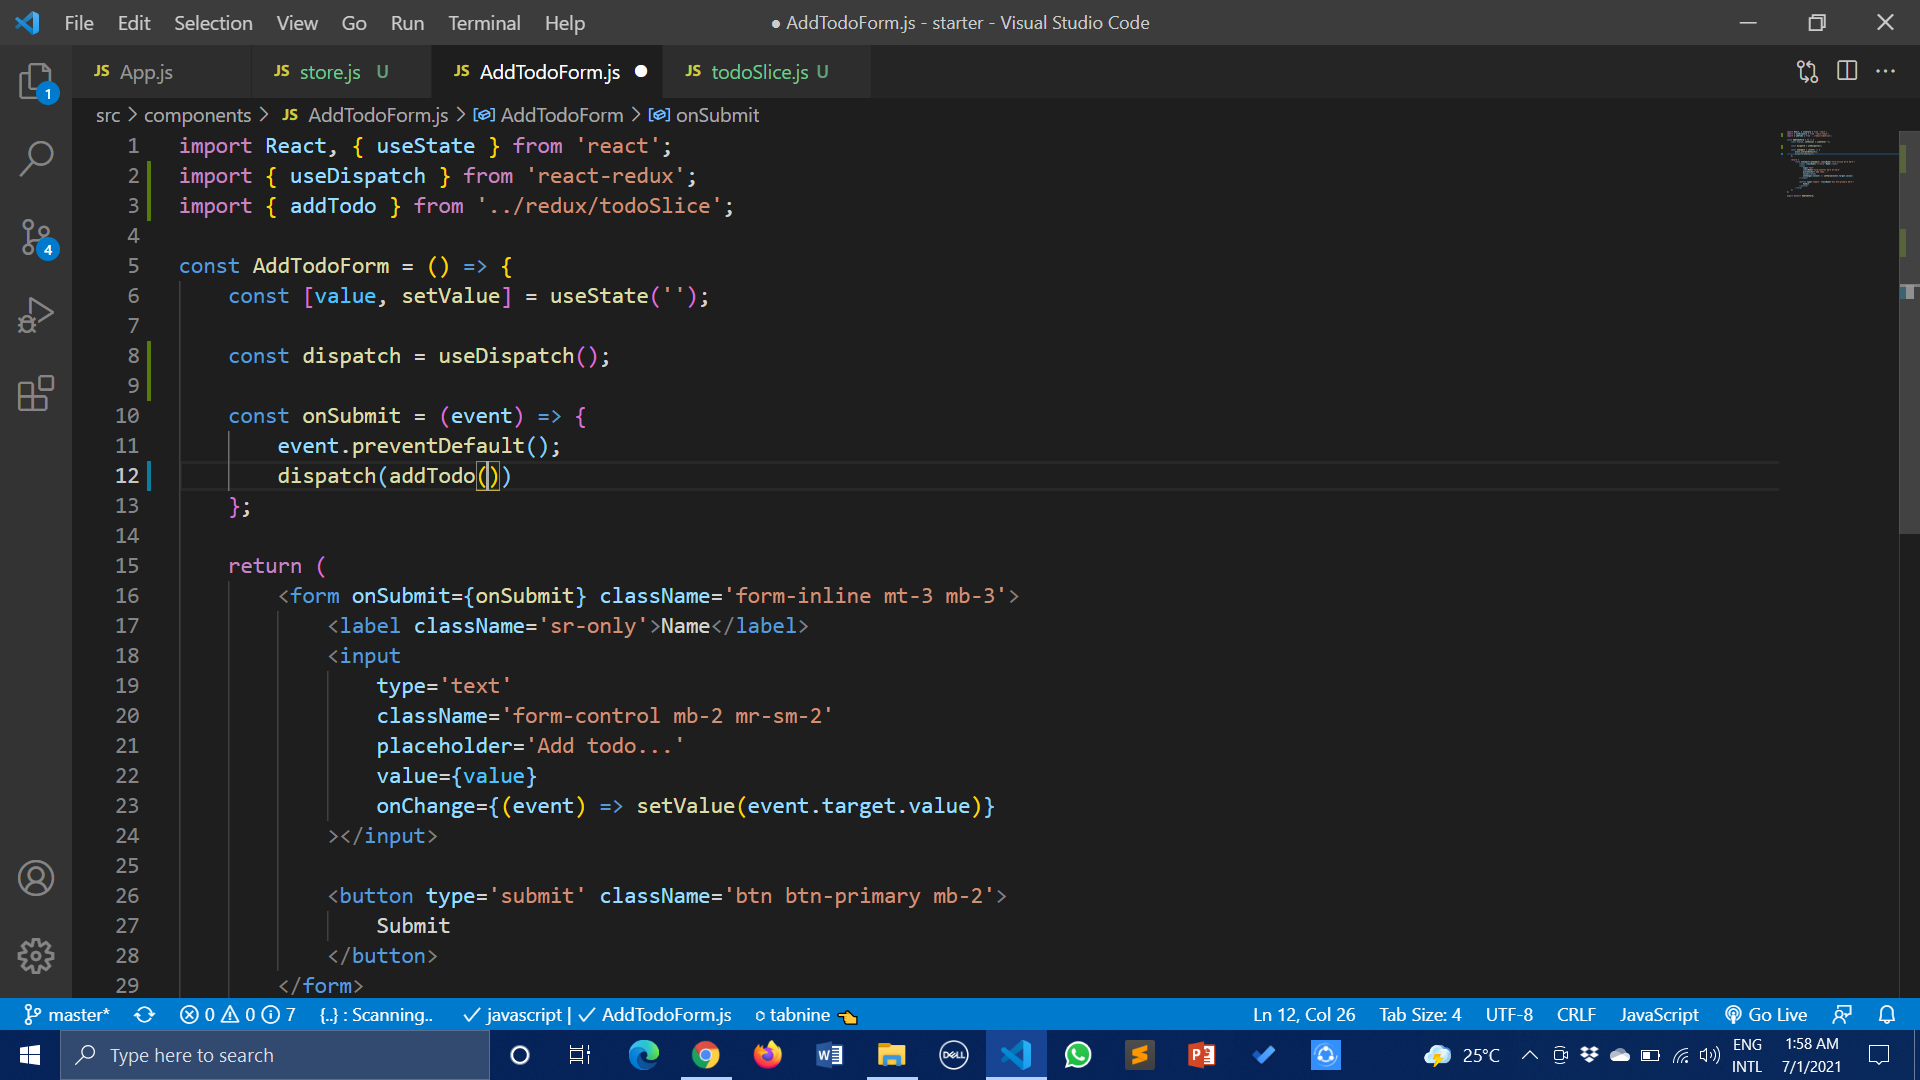 File Edit Selection View Go Run Terminal Help
● AddTodoForm.js - starter - Visual Studio Code
JS App.js
JS store.js U
JS AddTodoForm.js ●
JS todoSlice.js U
src > components > JS AddTodoForm.js > AddTodoForm > onSubmit
1 import React, { useState } from 'react';
2 import { useDispatch } from 'react-redux';
3 import { addTodo } from '../redux/todoSlice';
4
5 const AddTodoForm = () => {
6 const [value, setValue] = useState('');
7
8 const dispatch = useDispatch();
9
10 const onSubmit = (event) => {
11 event.preventDefault();
12 dispatch(addTodo())
13 };
14
15 return (
16 <form onSubmit={onSubmit} className='form-inline mt-3 mb-3'>
17 <label className='sr-only'>Name</label>
18 <input
19 type='text'
20 className='form-control mb-2 mr-sm-2'
21 placeholder='Add todo...'
22 value={value}
23 onChange={(event) => setValue(event.target.value)}
24 ></input>
25
26 <button type='submit' className='btn btn-primary mb-2'>
27 Submit
28 </button>
29 </form>
1
4
master* 0 0 7 {..} : Scanning.. ✓ javascript | ✓ AddTodoForm.js tabnine 👈 Ln 12, Col 26 Tab Size: 4 UTF-8 CRLF JavaScript Go Live
Type here to search
DELL
25°C
ENG
INTL
1:58 AM
7/1/2021